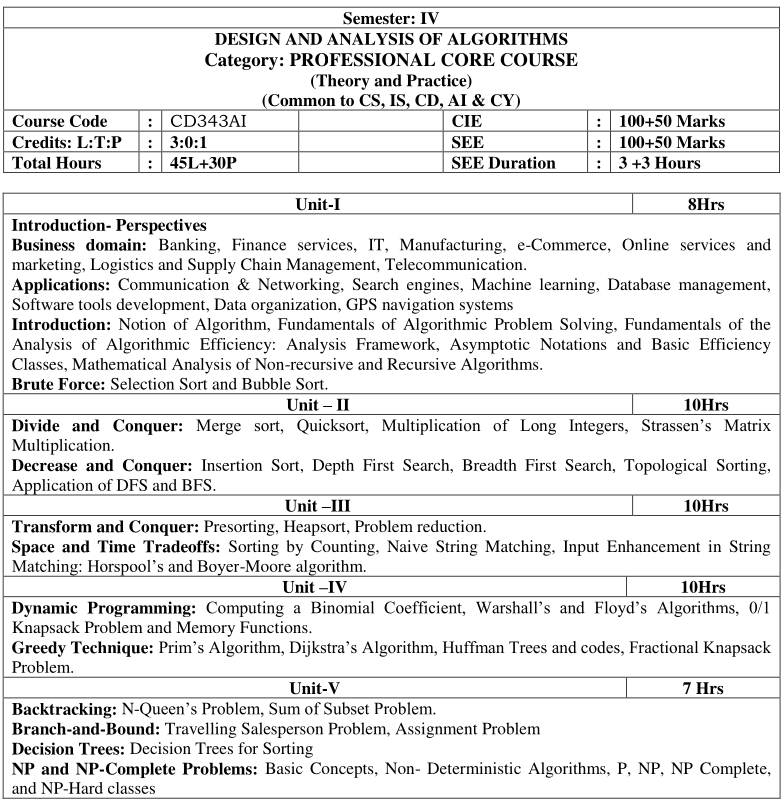 Semester: IV
DESIGN AND ANALYSIS OF ALGORITHMS
Category: PROFESSIONAL CORE COURSE
(Theory and Practice)
(Common to CS, IS, CD, AI & CY)
Course Code : CD343AI CIE : 100+50 Marks
Credits: L:T:P : 3:0:1 SEE : 100+50 Marks
Total Hours : 45L+30P SEE Duration : 3 +3 Hours
Unit-I 8Hrs
Introduction- Perspectives
Business domain: Banking, Finance services, IT, Manufacturing, e-Commerce, Online services and
marketing, Logistics and Supply Chain Management, Telecommunication.
Applications: Communication & Networking, Search engines, Machine learning, Database management,
Software tools development, Data organization, GPS navigation systems
Introduction: Notion of Algorithm, Fundamentals of Algorithmic Problem Solving, Fundamentals of the
Analysis of Algorithmic Efficiency: Analysis Framework, Asymptotic Notations and Basic Efficiency
Classes, Mathematical Analysis of Non-recursive and Recursive Algorithms.
Brute Force: Selection Sort and Bubble Sort.
Unit – II 10Hrs
Divide and Conquer: Merge sort, Quicksort, Multiplication of Long Integers, Strassen's Matrix
Multiplication.
Decrease and Conquer: Insertion Sort, Depth First Search, Breadth First Search, Topological Sorting,
Application of DFS and BFS.
Unit –III 10Hrs
Transform and Conquer: Presorting, Heapsort, Problem reduction.
Space and Time Tradeoffs: Sorting by Counting, Naive String Matching, Input Enhancement in String
Matching: Horspool's and Boyer-Moore algorithm.
Unit –IV 10Hrs
Dynamic Programming: Computing a Binomial Coefficient, Warshall's and Floyd's Algorithms, 0/1
Knapsack Problem and Memory Functions.
Greedy Technique: Prim's Algorithm, Dijkstra's Algorithm, Huffman Trees and codes, Fractional Knapsack
Problem.
Unit-V 7 Hrs
Backtracking: N-Queen's Problem, Sum of Subset Problem.
Branch-and-Bound: Travelling Salesperson Problem, Assignment Problem
Decision Trees: Decision Trees for Sorting
NP and NP-Complete Problems: Basic Concepts, Non- Deterministic Algorithms, P, NP, NP Complete,
and NP-Hard classes